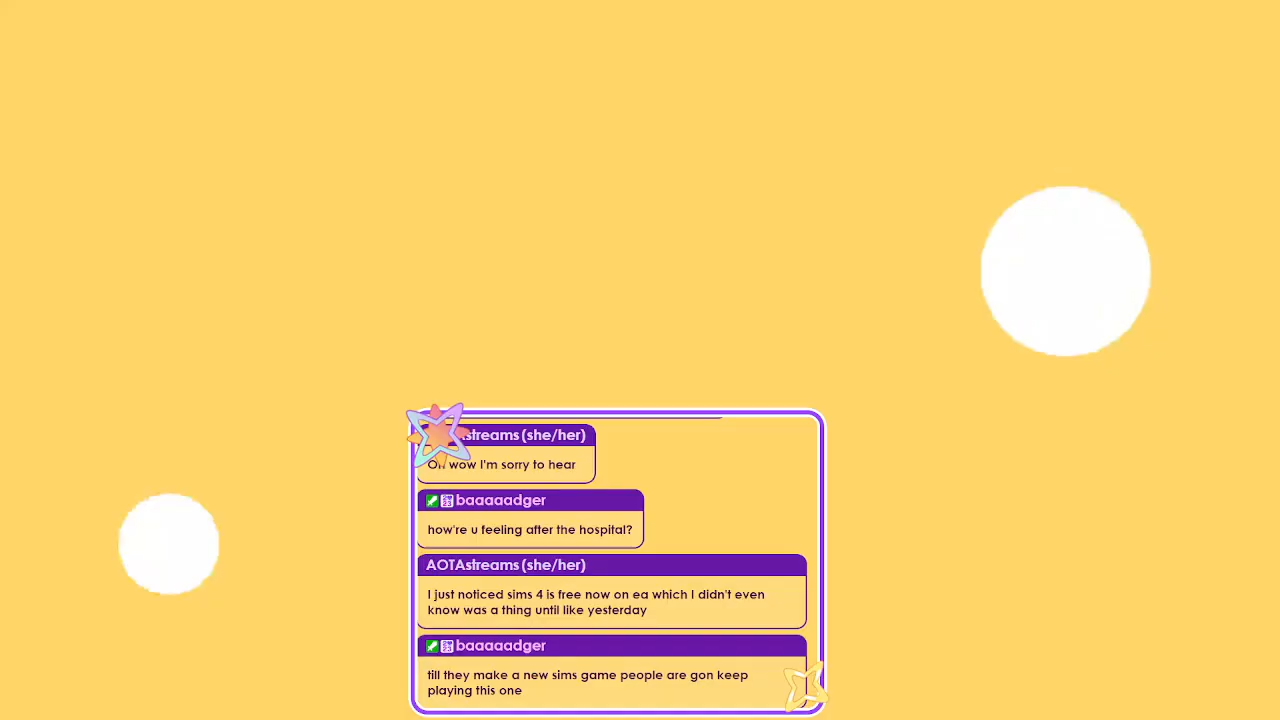 streams (she/her)
wow I'm sorry to hear
baaaaadger
how're u feeling after the hospital?
AOTAstreams (she/her)
I just noticed sims 4 is free now on ea which I didn't even
know was a thing until like yesterday
baaaaadger
till they make a new sims game people are gon keep
playing this one